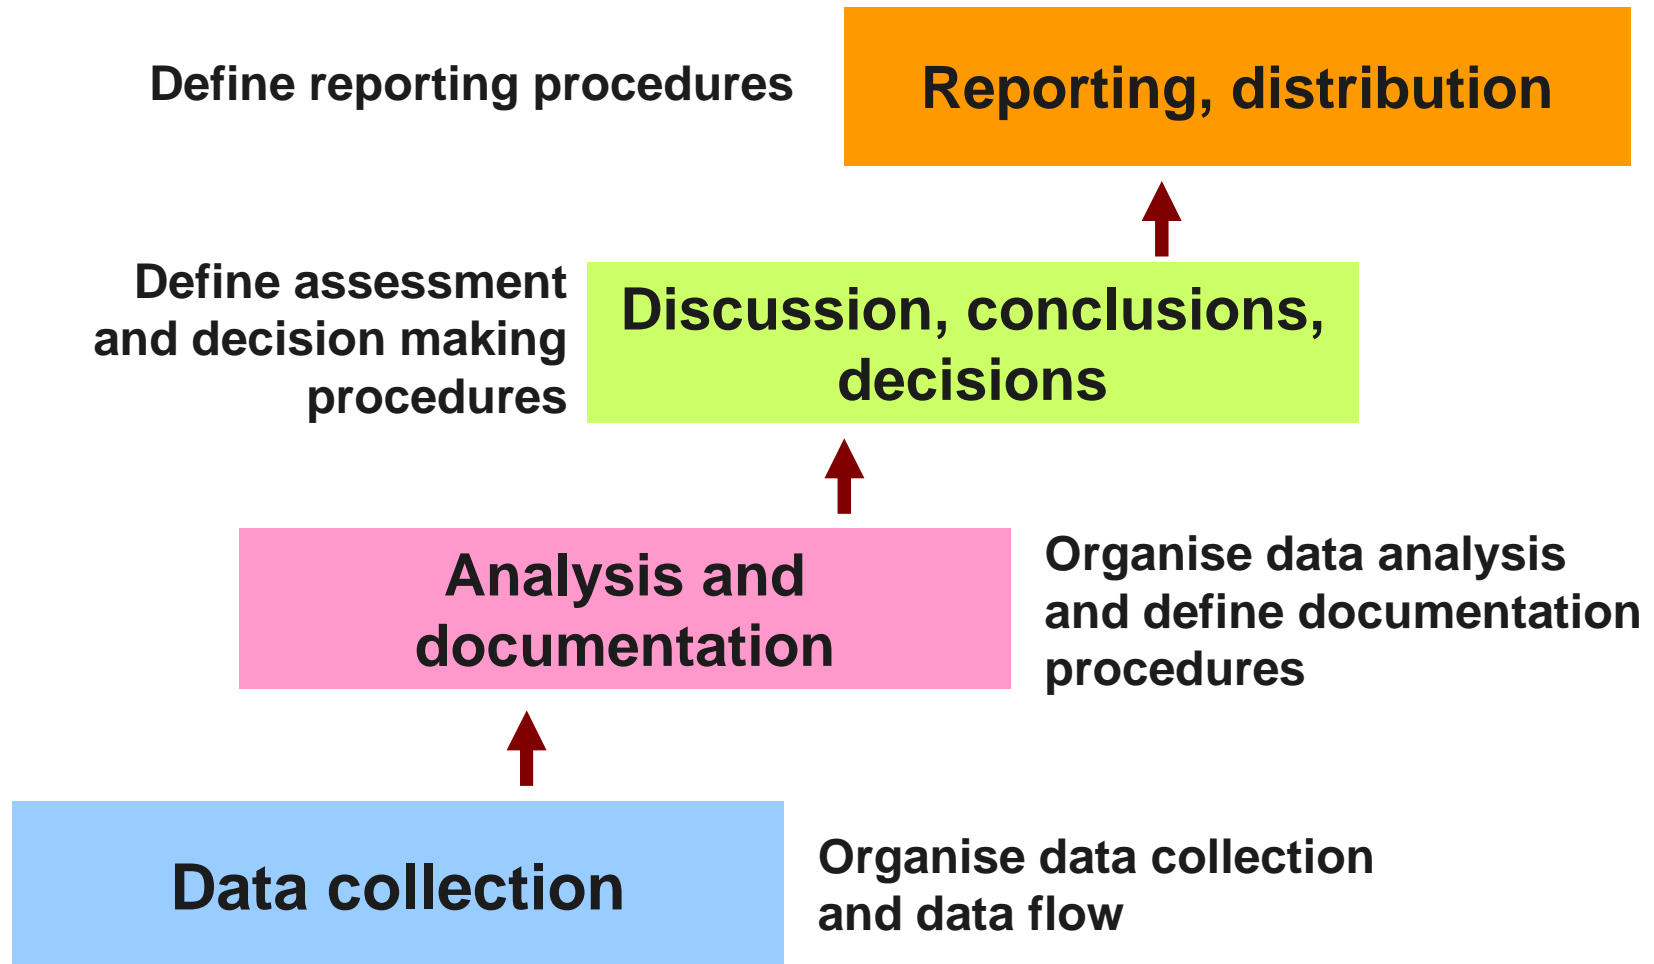 Define reporting procedures
Reporting, distribution
Define assessment
and decision making
procedures
Discussion, conclusions,
decisions
Analysis and
documentation
Organise data analysis
and define documentation
procedures
Data collection
Organise data collection
and data flow